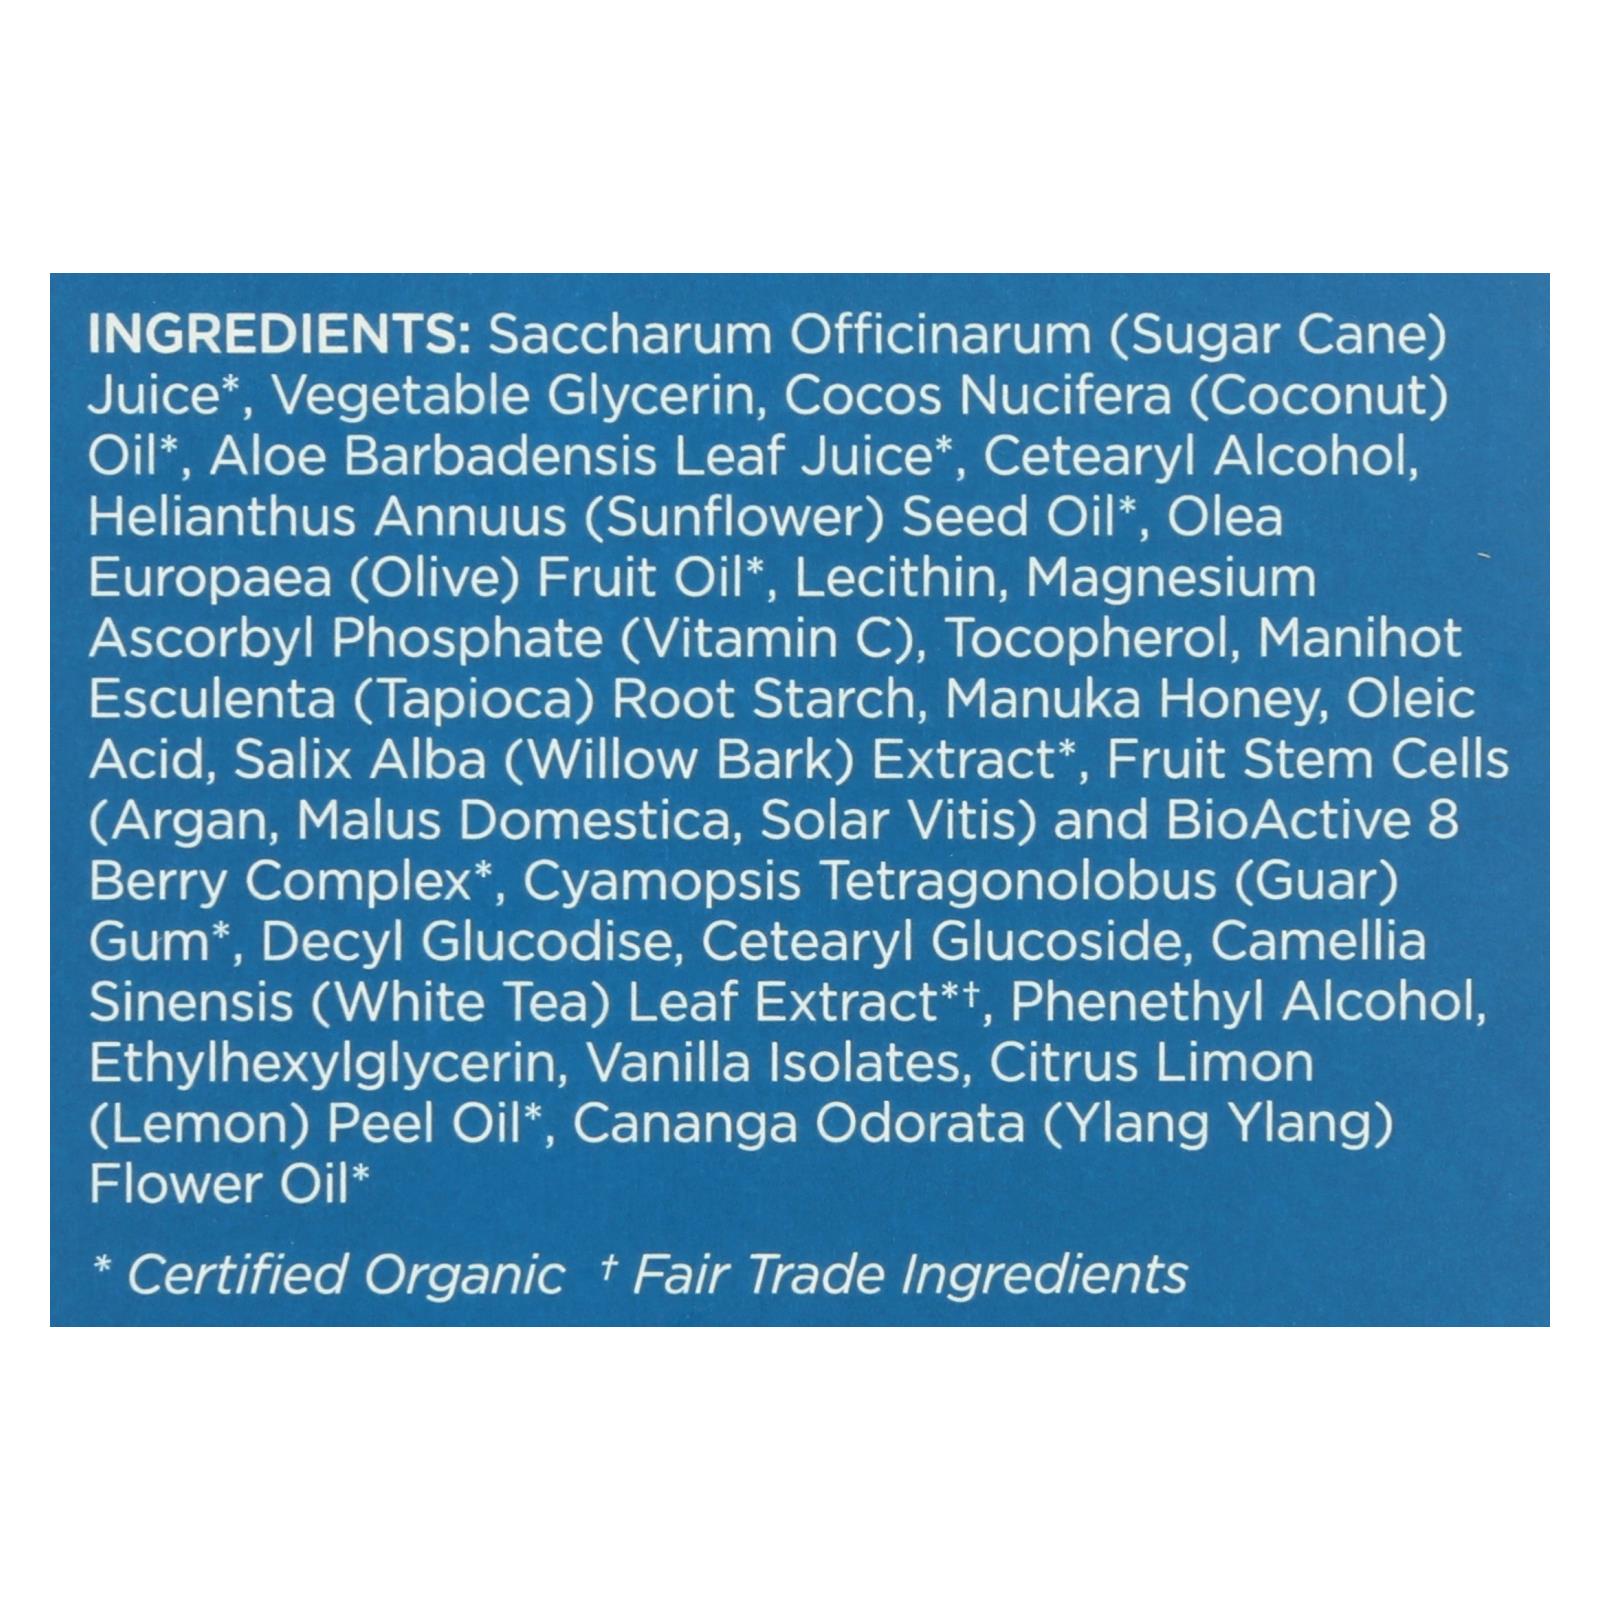 INGREDIENTS: Saccharum Officinarum (Sugar Cane)
Juice*, Vegetable Glycerin, Cocos Nucifera (Coconut)
Oil*, Aloe Barbadensis Leaf Juice*, Cetearyl Alcohol,
Helianthus Annuus (Sunflower) Seed Oil*, Olea
Europaea (Olive) Fruit Oil*, Lecithin, Magnesium
Ascorbyl Phosphate (Vitamin C), Tocopherol, Manihot
Esculenta (Tapioca) Root Starch, Manuka Honey, Oleic
Acid, Salix Alba (Willow Bark) Extract*, Fruit Stem Cells
(Argan, Malus Domestica, Solar Vitis) and BioActive 8
Berry Complex*, Cyamopsis Tetragonolobus (Guar)
Gum*, Decyl Glucodise, Cetearyl Glucoside, Camellia
Sinensis (White Tea) Leaf Extract*†, Phenethyl Alcohol,
Ethylhexylglycerin, Vanilla Isolates, Citrus Limon
(Lemon) Peel Oil*, Cananga Odorata (Ylang Ylang)
Flower Oil*
* Certified Organic † Fair Trade Ingredients